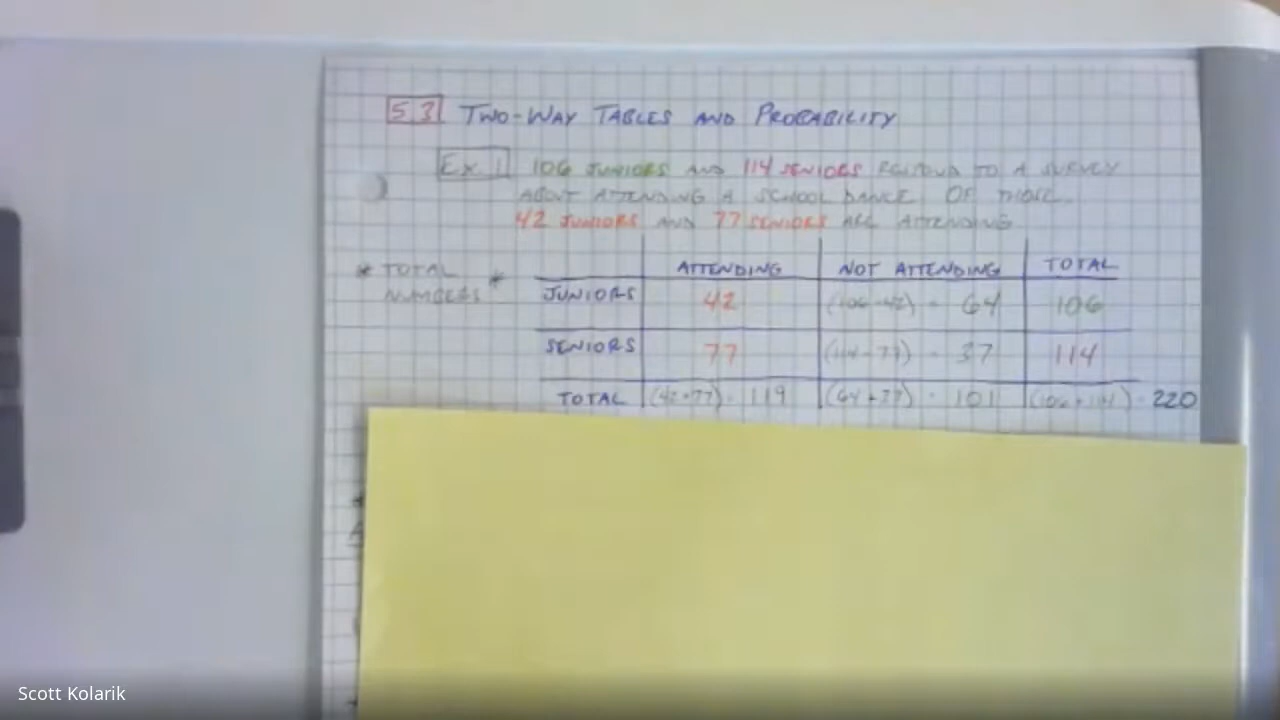 5.3 TWO-WAY TABLES AND PROBABILITY
Ex. 1 106 JUNIORS AND 114 SENIORS RESPOND TO A SURVEY
ABOUT ATTENDING A SCHOOL DANCE. OF THOSE,
42 JUNIORS AND 77 SENIORS ARE ATTENDING.
ATTENDING NOT ATTENDING TOTAL
* TOTAL NUMBERS *
JUNIORS 42 (106-42) = 64 106
SENIORS 77 (114-77) = 37 114
TOTAL (42+77) = 119 (64+37) = 101 (106+114) = 220
Scott Kolarik